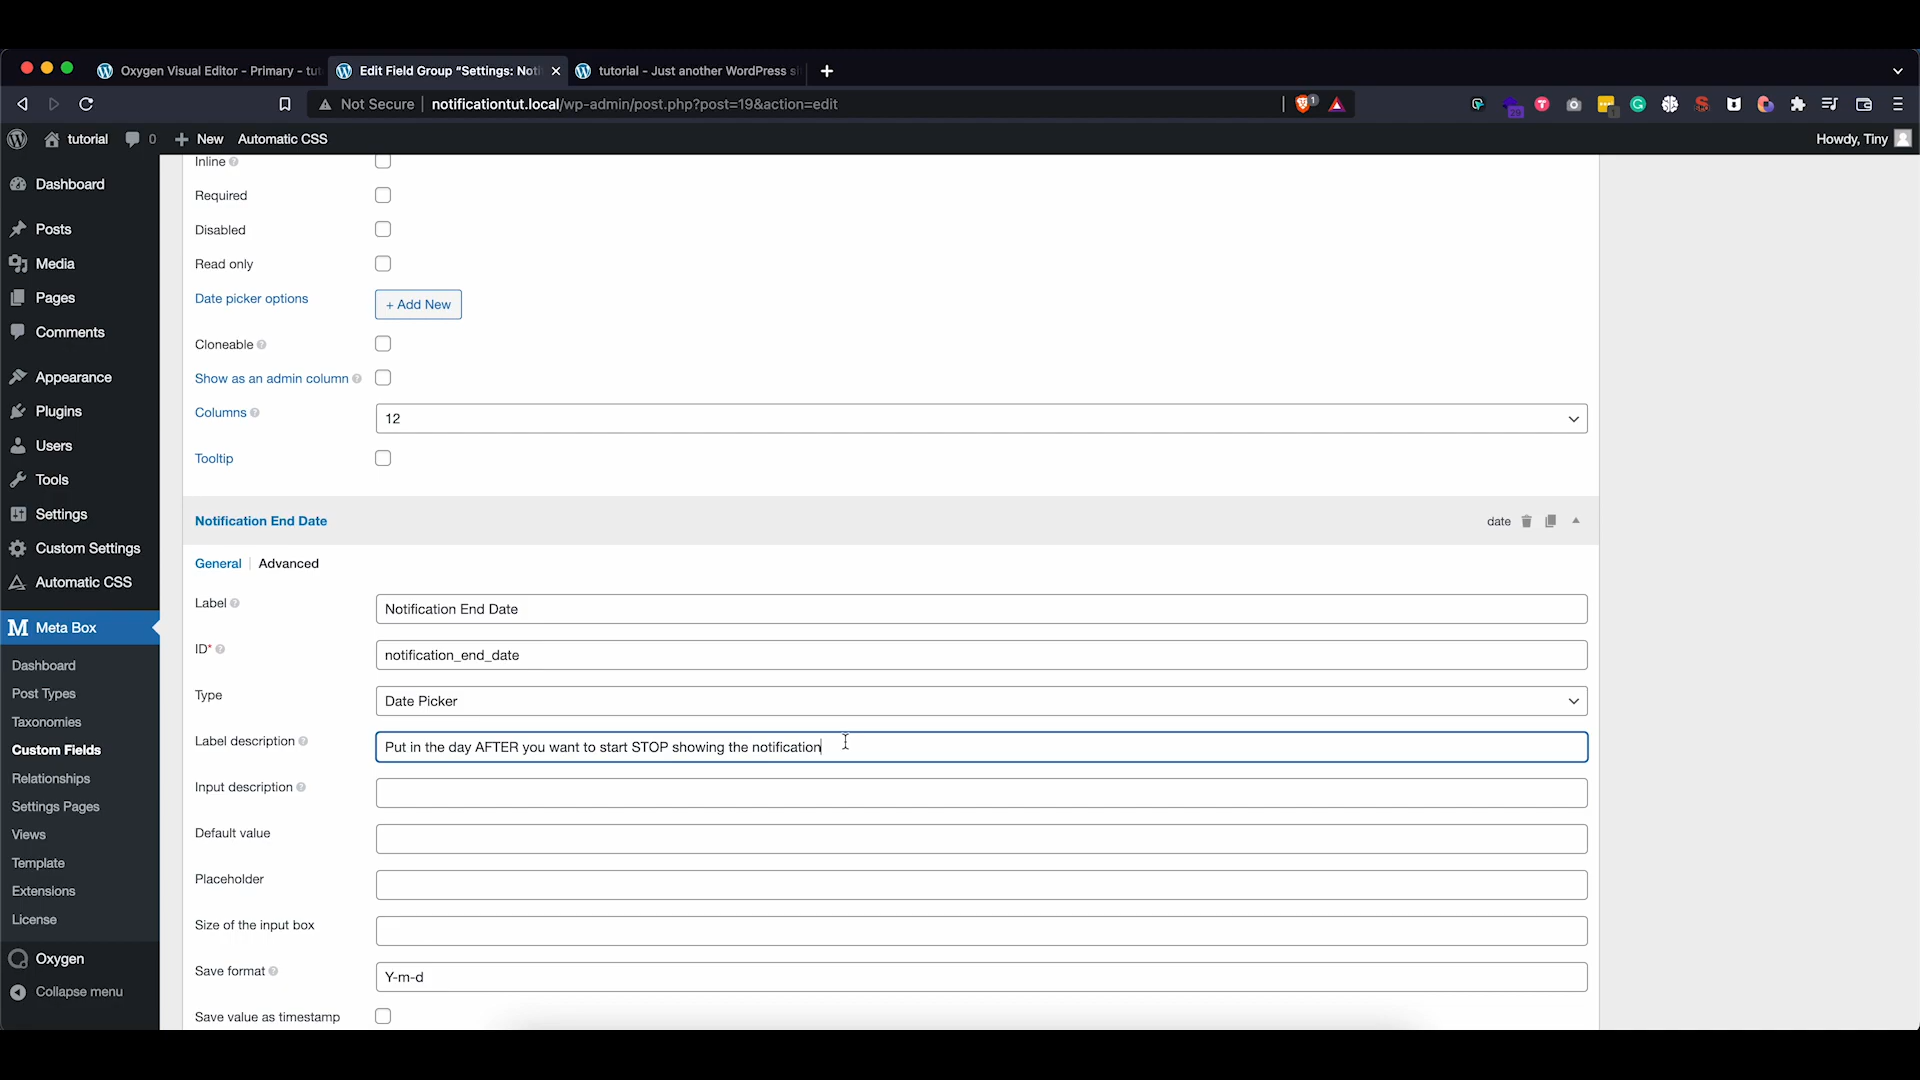 Oxygen Visual Editor - Primary - tut
Edit Field Group "Settings: Noti
tutorial - Just another WordPress si
Not Secure
notificationtut.local/wp-admin/post.php?post=19&action=edit
1
29
1
tutorial
0
New
Automatic CSS
Howdy, Tiny
Dashboard
Posts
Media
Pages
Comments
Appearance
Plugins
Users
Tools
Settings
Custom Settings
Automatic CSS
Meta Box
Dashboard
Post Types
Taxonomies
Custom Fields
Relationships
Settings Pages
Views
Template
Extensions
License
Oxygen
Collapse menu
Inline
Required
Disabled
Read only
Date picker options
+ Add New
Cloneable
Show as an admin column
Columns
12
Tooltip
Notification End Date
date
General
Advanced
Label
Notification End Date
ID*
notification_end_date
Type
Date Picker
Label description
Put in the day AFTER you want to start STOP showing the notification
Input description
Default value
Placeholder
Size of the input box
Save format
Y-m-d
Save value as timestamp